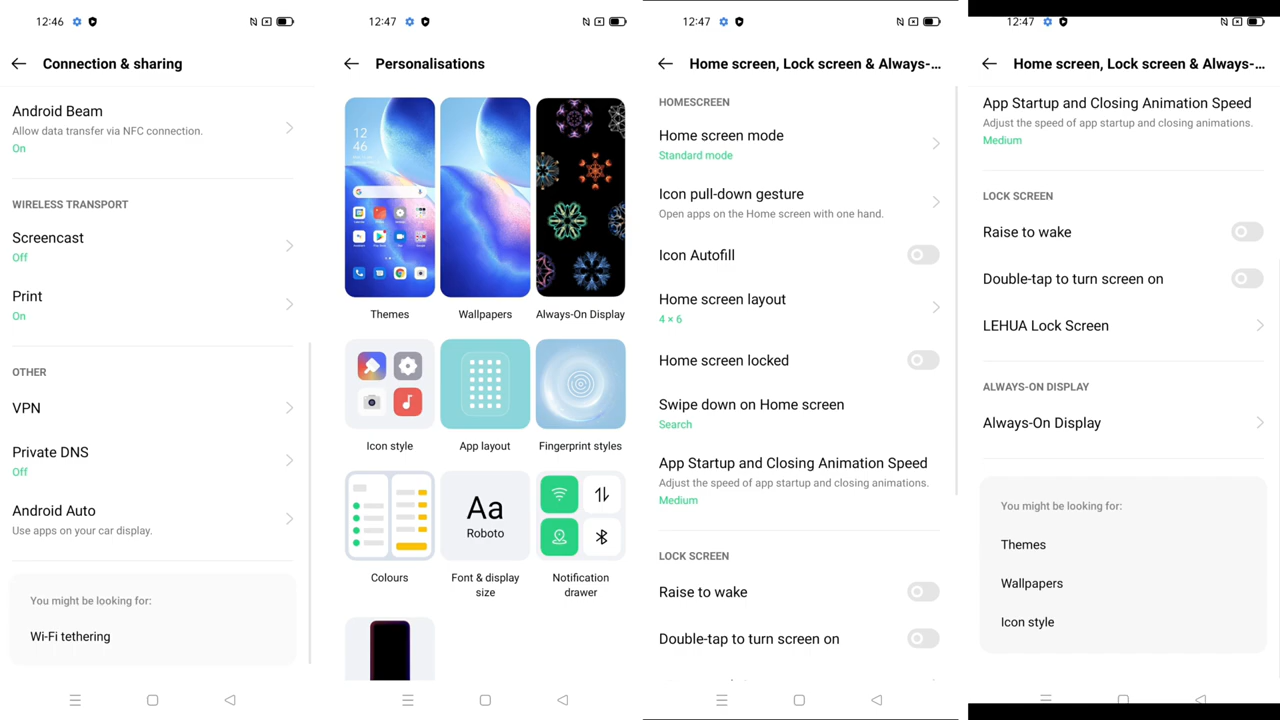 12:46
Connection & sharing
Android Beam
Allow data transfer via NFC connection.
On
WIRELESS TRANSPORT
Screencast
Off
Print
On
OTHER
VPN
Private DNS
Off
Android Auto
Use apps on your car display.
You might be looking for:
Wi-Fi tethering
12:47
Personalisations
12
46
Themes
Wallpapers
Always-On Display
Icon style
App layout
Fingerprint styles
Aa
Roboto
Colours
Font & display
size
Notification
drawer
12:47
Home screen, Lock screen & Always-...
HOMESCREEN
Home screen mode
Standard mode
Icon pull-down gesture
Open apps on the Home screen with one hand.
Icon Autofill
Home screen layout
4 × 6
Home screen locked
Swipe down on Home screen
Search
App Startup and Closing Animation Speed
Adjust the speed of app startup and closing animations.
Medium
LOCK SCREEN
Raise to wake
Double-tap to turn screen on
12:47
Home screen, Lock screen & Always-...
App Startup and Closing Animation Speed
Adjust the speed of app startup and closing animations.
Medium
LOCK SCREEN
Raise to wake
Double-tap to turn screen on
LEHUA Lock Screen
ALWAYS-ON DISPLAY
Always-On Display
You might be looking for:
Themes
Wallpapers
Icon style